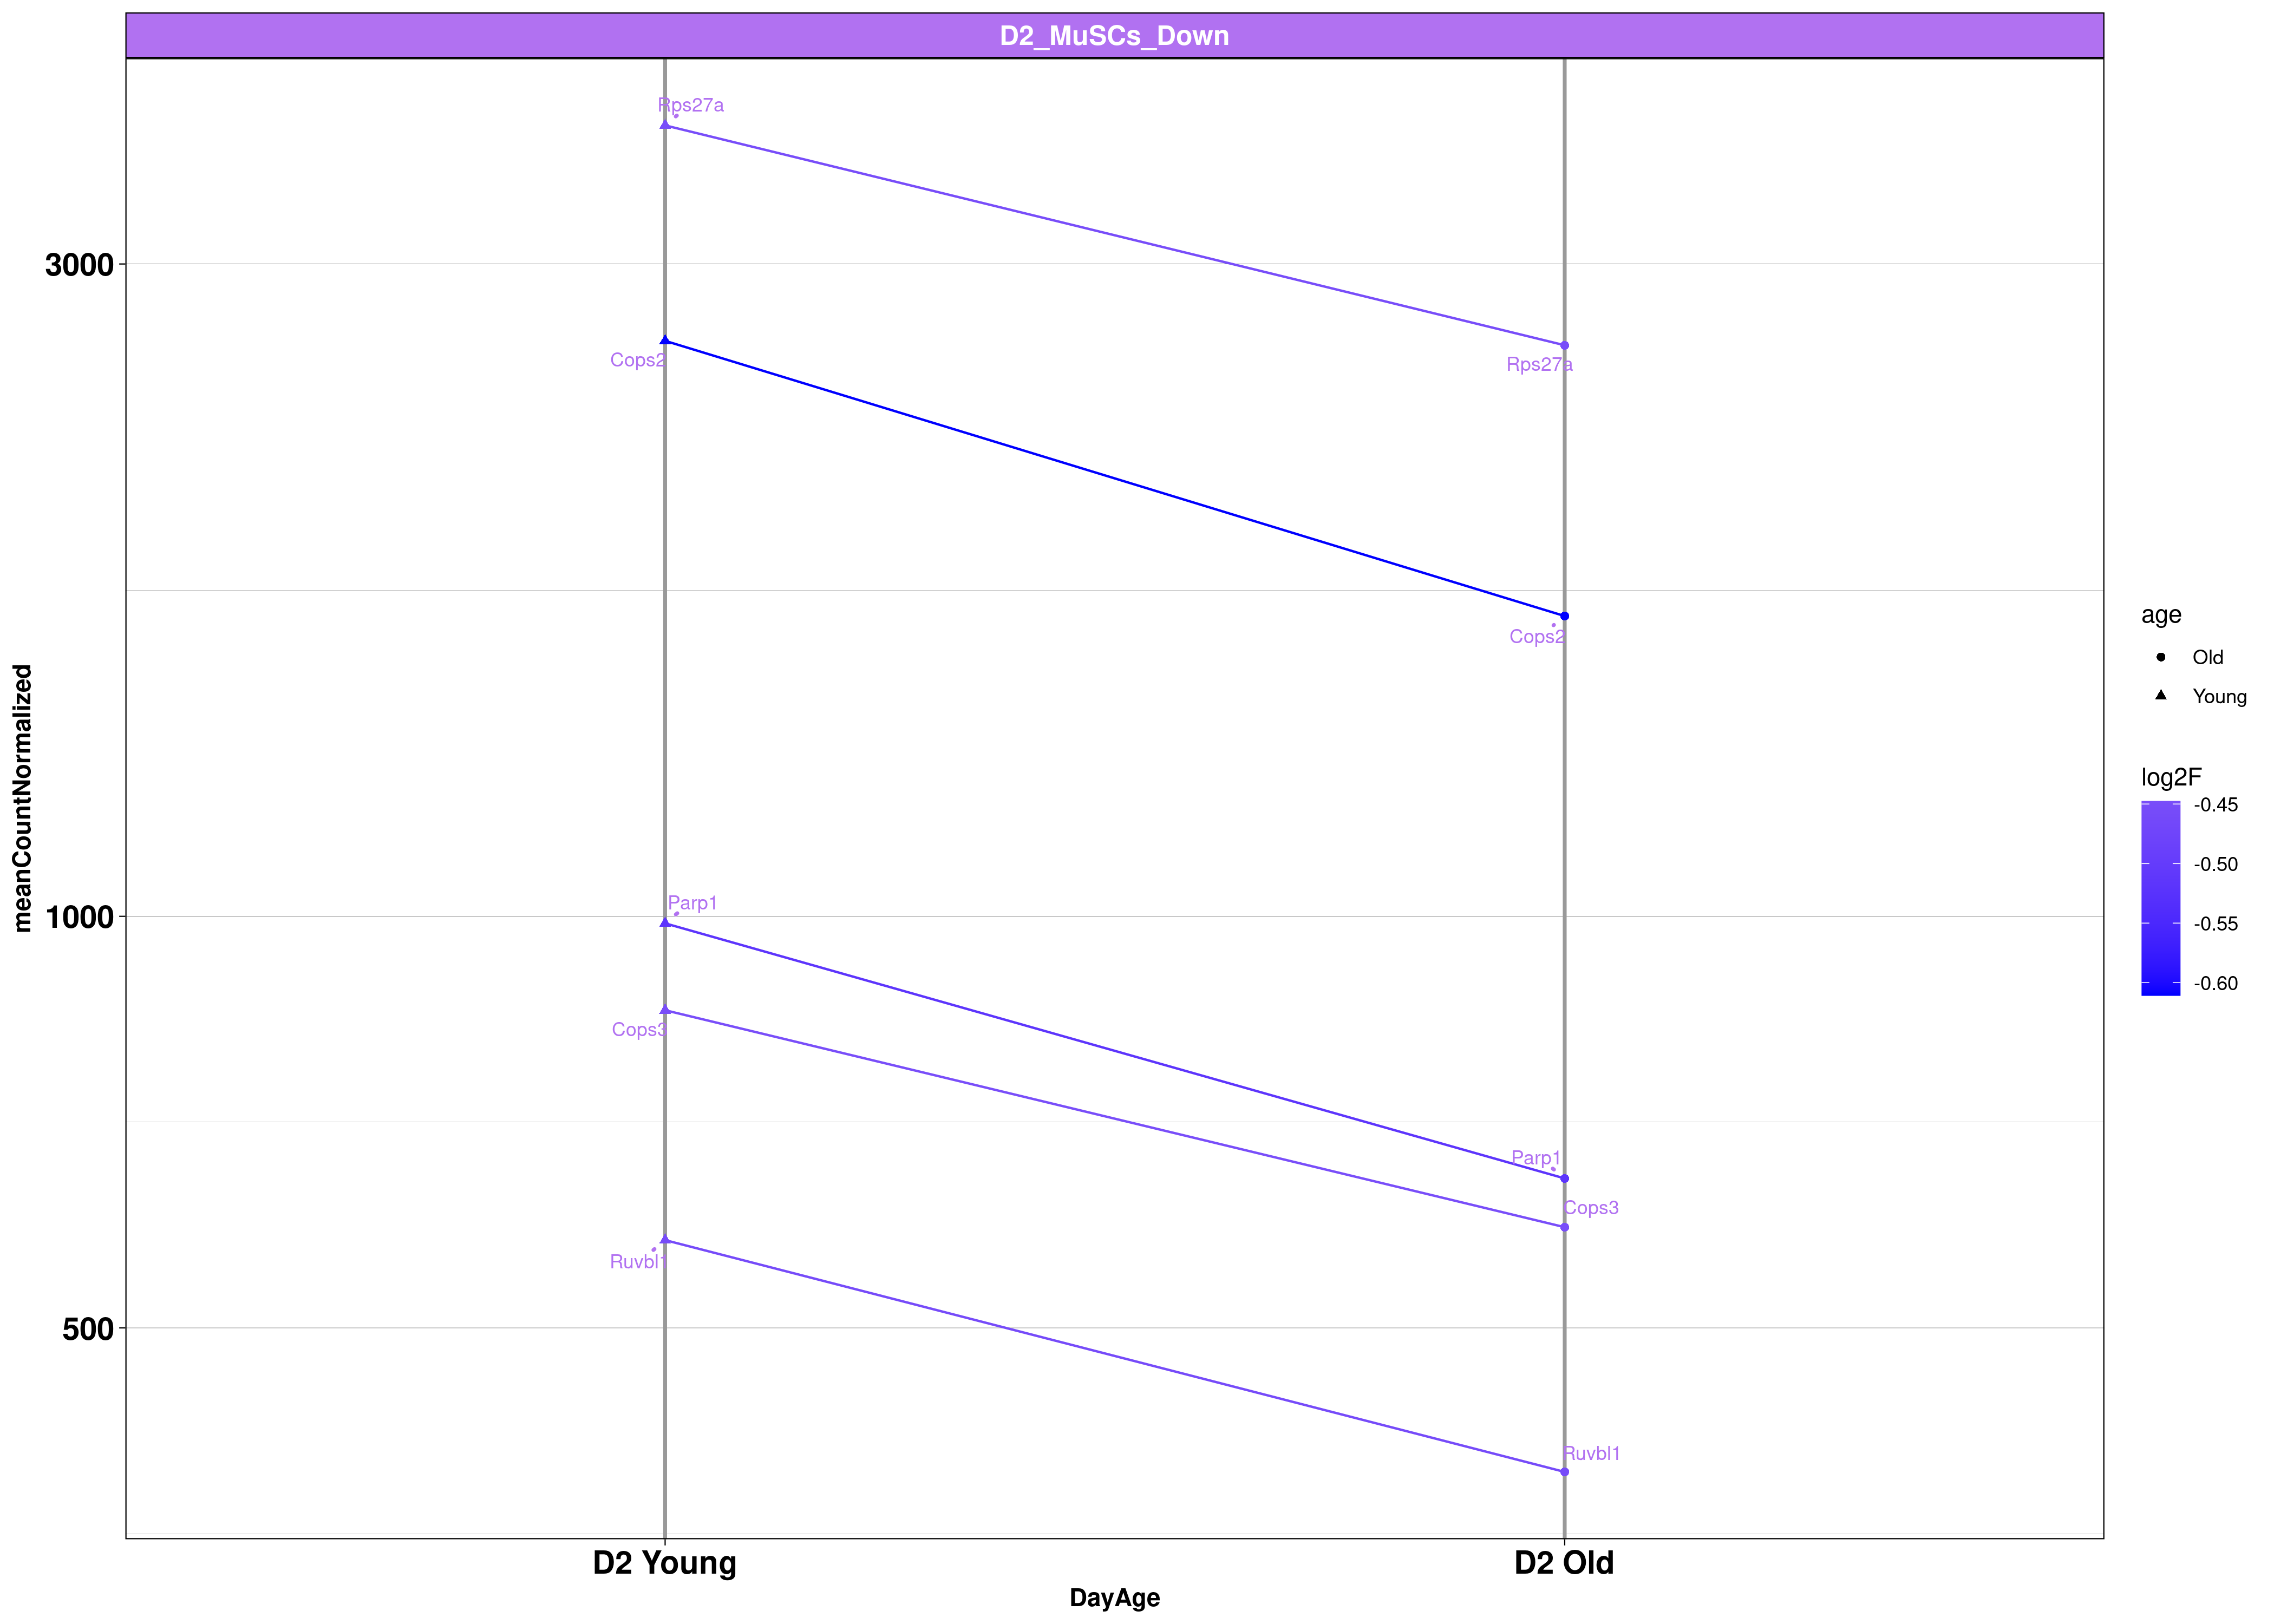 D2_MuSCs_Down
Rps27a
3000
Cops2
Rps27a
Cops2
meanCountNormalized
Parp1
1000
Cops3
Parp1
Cops3
Ruvbl1
500
Ruvbl1
D2 Young
D2 Old
DayAge
age
Old
Young
log2F
-0.45
-0.50
-0.55
-0.60